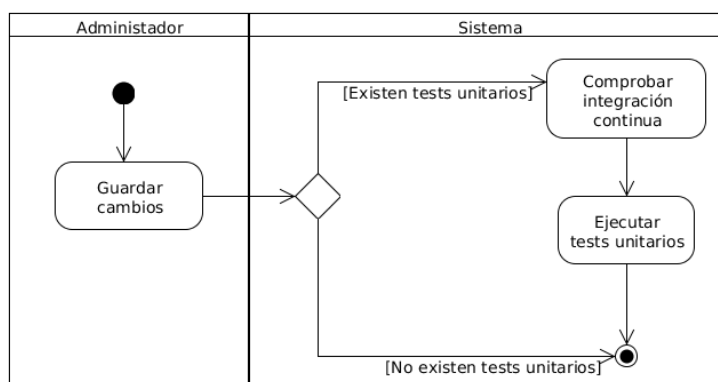 Administador
Sistema
[Existen tests unitarios]
Comprobar
integración
continua
Guardar
cambios
Ejecutar
tests unitarios
[No existen tests unitarios]